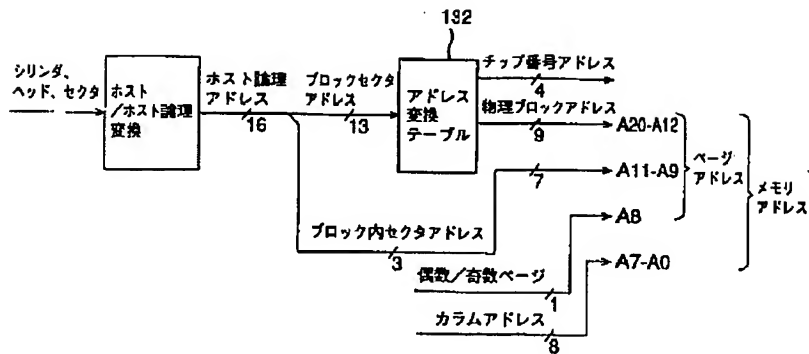 132
シリンダ、
ヘッド、セクタ
ホスト
/ホスト論理
変換
ホスト論理
アドレス
16
ブロックセクタ
アドレス
13
アドレス
変換
テーブル
チップ番号アドレス
4
物理ブロックアドレス
9
A20-A12
7
A11-A9
ブロック内セクタアドレス
3
A8
偶数/奇数ページ
1
A7-A0
カラムアドレス
8
ページ
アドレス
メモリ
アドレス